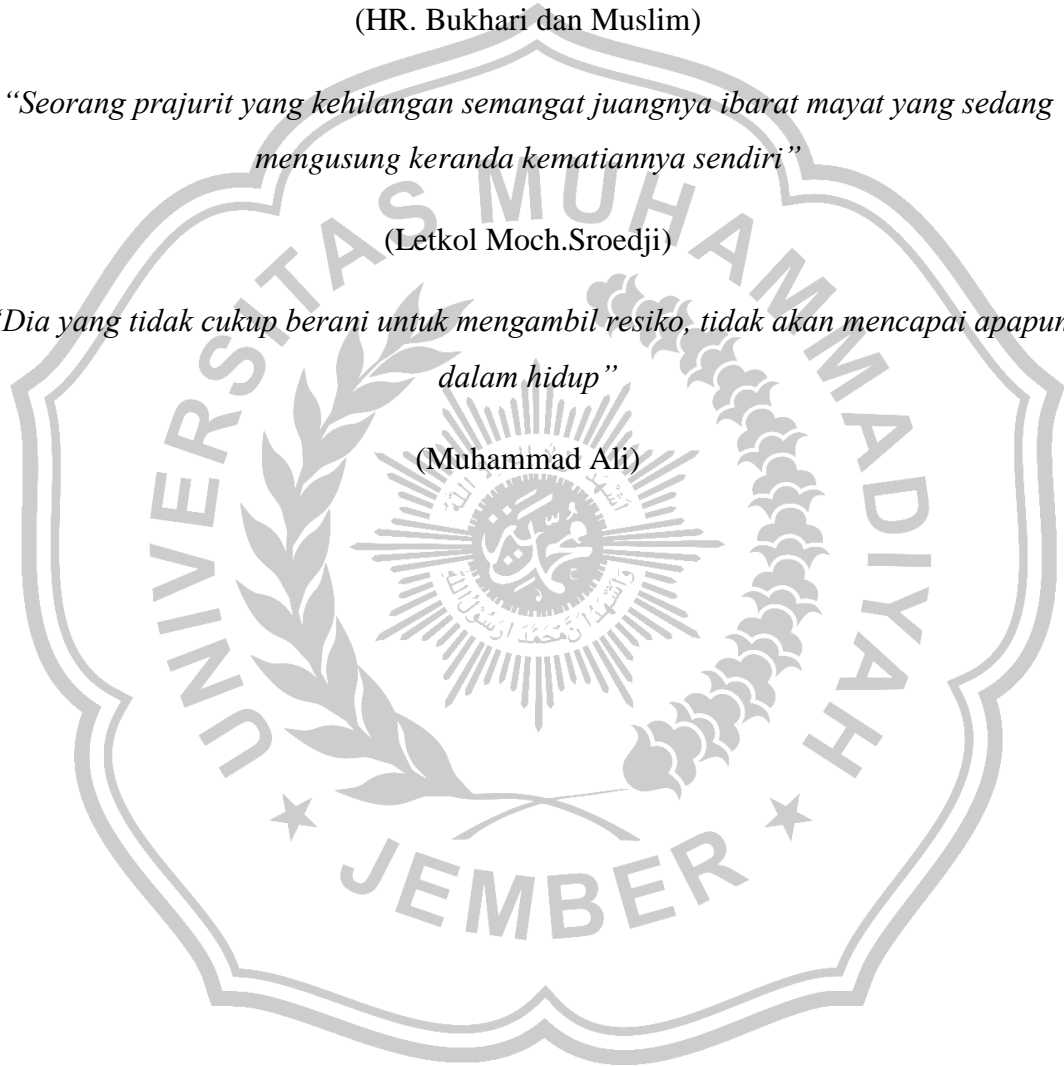 (HR. Bukhari dan Muslim)
“Seorang prajurit yang kehilangan semangat juangnya ibarat mayat yang sedang
mengusung keranda kematiannya sendiri”
(Letkol Moch.Sroedji)
“Dia yang tidak cukup berani untuk mengambil resiko, tidak akan mencapai apapun
dalam hidup”
(Muhammad Ali)
UNIVERSITAS MUHAMMADIYAH
JEMBER